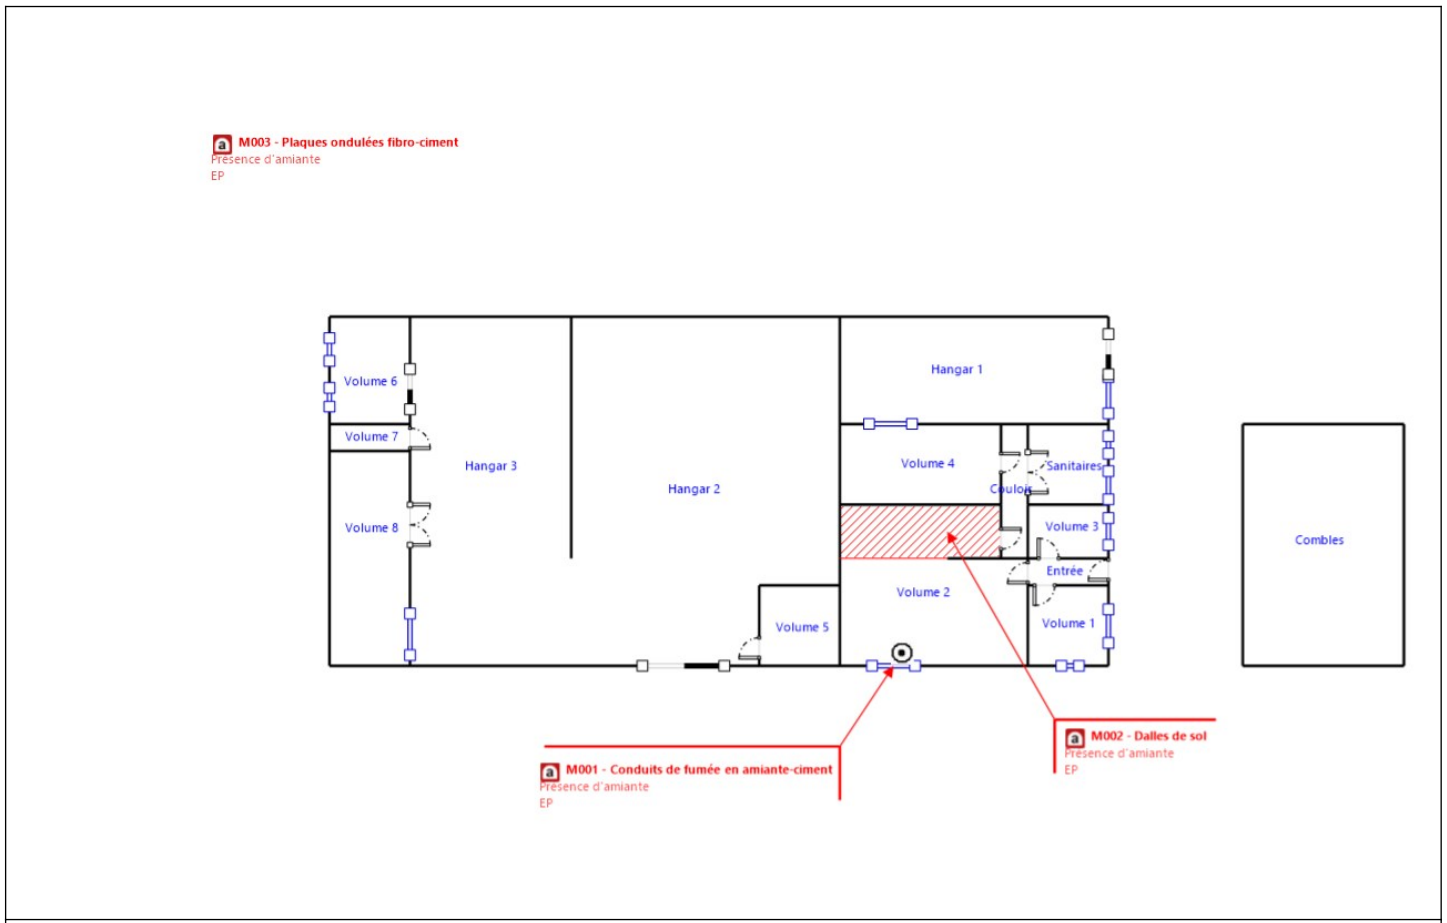 a M003 - Plaques ondulées fibro-ciment
Présence d'amiante
EP
Hangar 1
Volume 6
Volume 7
Hangar 3
Volume 4
Sanitaires
Hangar 2
Couloir
Volume 8
Volume 3
Combles
Entrée
Volume 2
Volume 5
Volume 1
a M002 - Dalles de sol
Présence d'amiante
EP
a M001 - Conduits de fumée en amiante-ciment
Présence d'amiante
EP